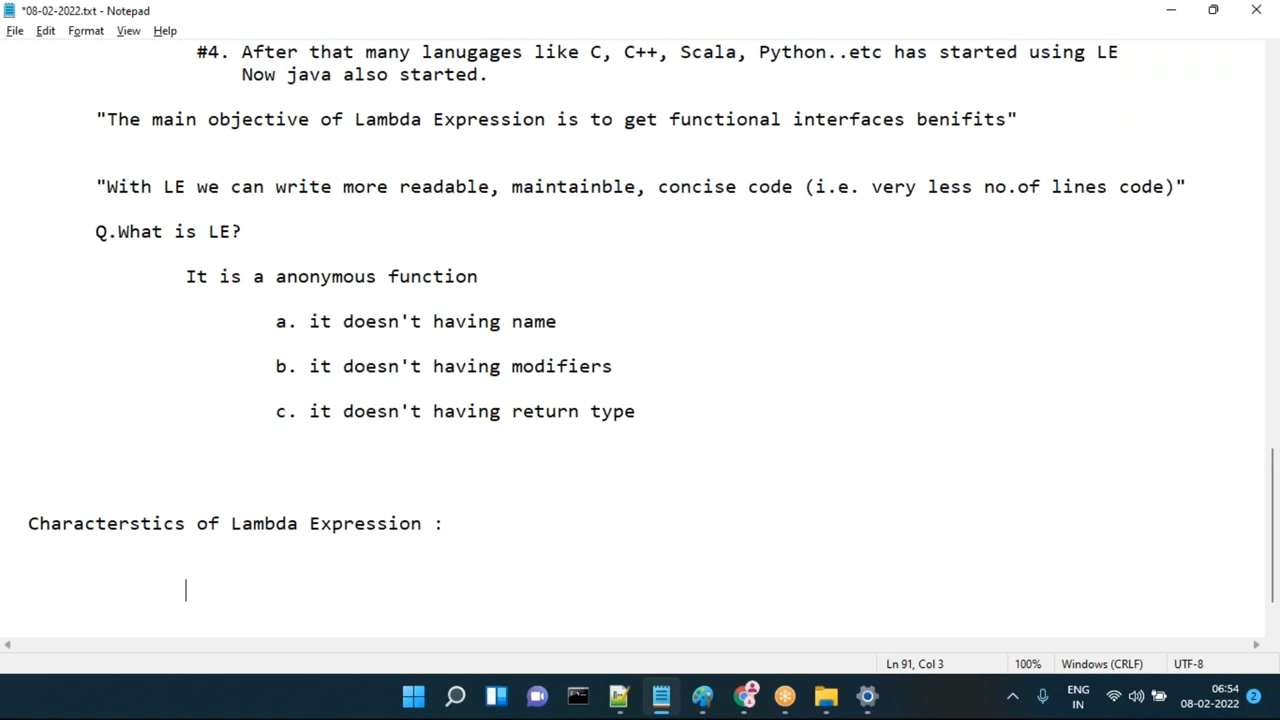 *08-02-2022.txt - Notepad
File Edit Format View Help
#4. After that many lanugages like C, C++, Scala, Python..etc has started using LE
Now java also started.
"The main objective of Lambda Expression is to get functional interfaces benifits"
"With LE we can write more readable, maintainble, concise code (i.e. very less no.of lines code)"
Q.What is LE?
It is a anonymous function
a. it doesn't having name
b. it doesn't having modifiers
c. it doesn't having return type
Characterstics of Lambda Expression :
Ln 91, Col 3 100% Windows (CRLF) UTF-8
ENG 06:54
IN 08-02-2022 2